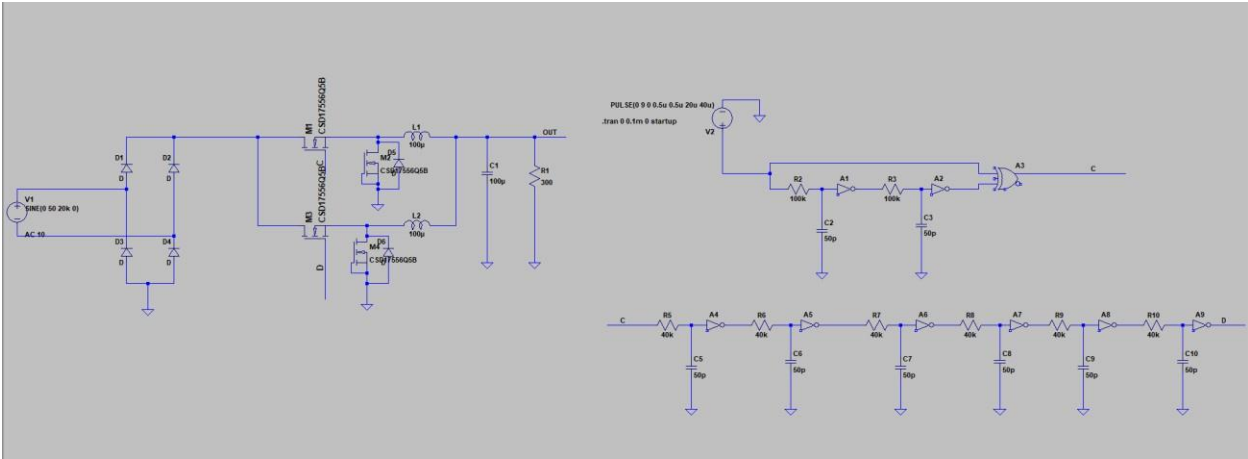 M1
CSD17556Q5B
C
D1
D
D2
D
V1
SINE(0 50 20k 0)
AC 10
D3
D
D4
D
L1
100µ
D5
M2
CSD17556Q5B
OUT
C1
100µ
R1
300
M3
CSD17556Q5B
D
L2
100µ
D6
M4
CSD17556Q5B
PULSE(0 9 0 0.5u 0.5u 20u 40u)
V2
.tran 0 0.1m 0 startup
R2
100k
A1
R3
100k
A2
A3
C
C2
50p
C3
50p
C
R5
40k
A4
R6
40k
A5
R7
40k
A6
R8
40k
A7
R9
40k
A8
R10
40k
A9
D
C5
50p
C6
50p
C7
50p
C8
50p
C9
50p
C10
50p